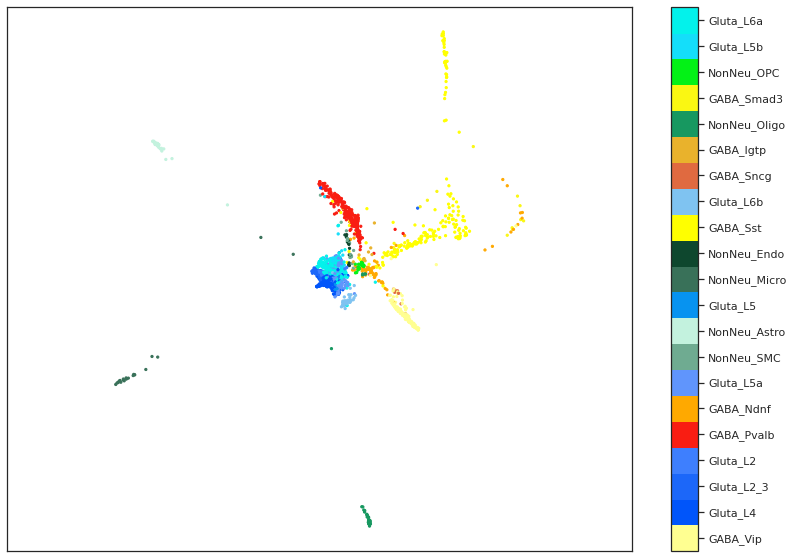 Gluta_L6a
Gluta_L5b
NonNeu_OPC
GABA_Smad3
NonNeu_Oligo
GABA_Igtp
GABA_Sncg
Gluta_L6b
GABA_Sst
NonNeu_Endo
NonNeu_Micro
Gluta_L5
NonNeu_Astro
NonNeu_SMC
Gluta_L5a
GABA_Ndnf
GABA_Pvalb
Gluta_L2
Gluta_L2_3
Gluta_L4
GABA_Vip